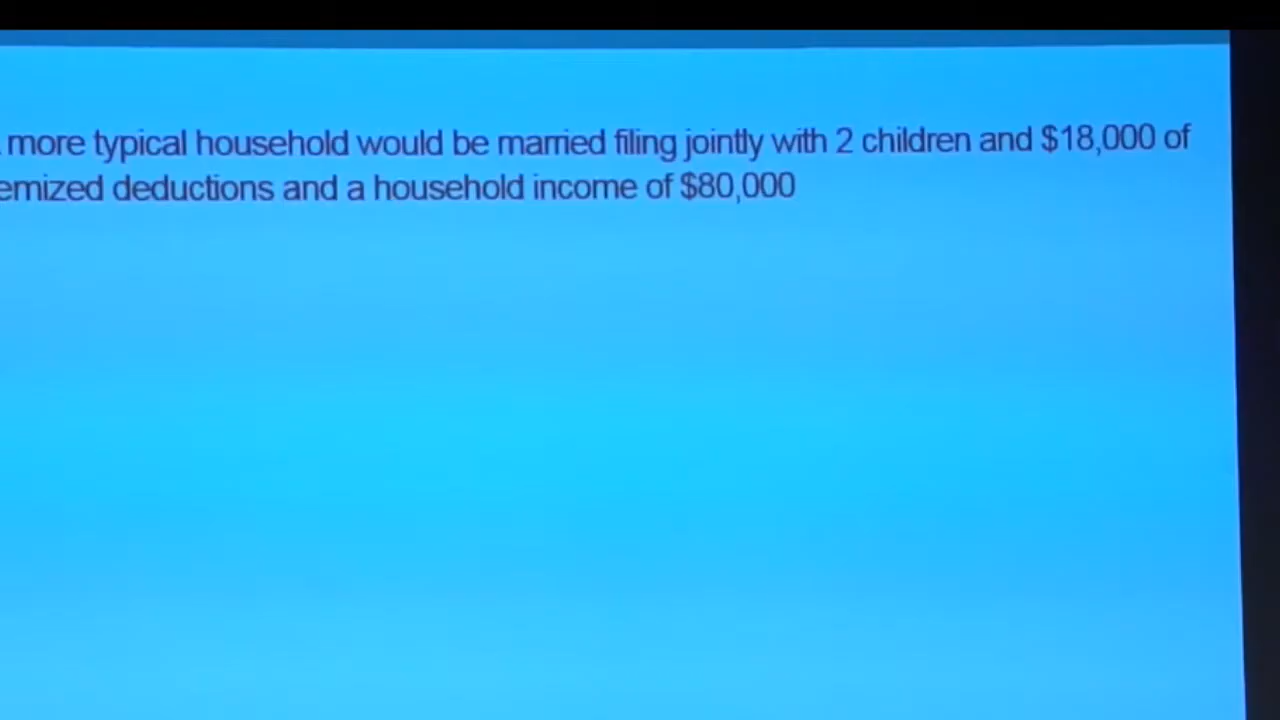 more typical household would be married filing jointly with 2 children and $18,000 of
emized deductions and a household income of $80,000